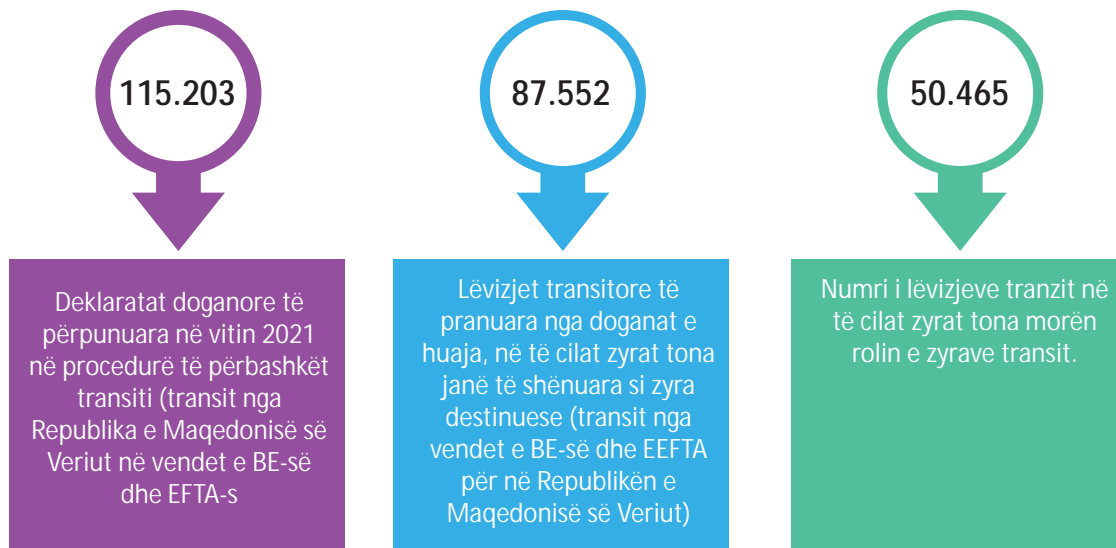 115.203
Deklaratat doganore të
përpunuara në vitin 2021
në procedurë të përbashkët
transiti (transit nga
Republika e Maqedonisë së
Veriut në vendet e BE-së
dhe EFTA-s
87.552
Lëvizjet transitore të
pranuara nga doganat e
huaja, në të cilat zyrat tona
janë të shënuara si zyra
destinuese (transit nga
vendet e BE-së dhe EEFTA
për në Republikën e
Maqedonisë së Veriut)
50.465
Numri i lëvizjeve tranzit në
të cilat zyrat tona morën
rolin e zyrave transit.